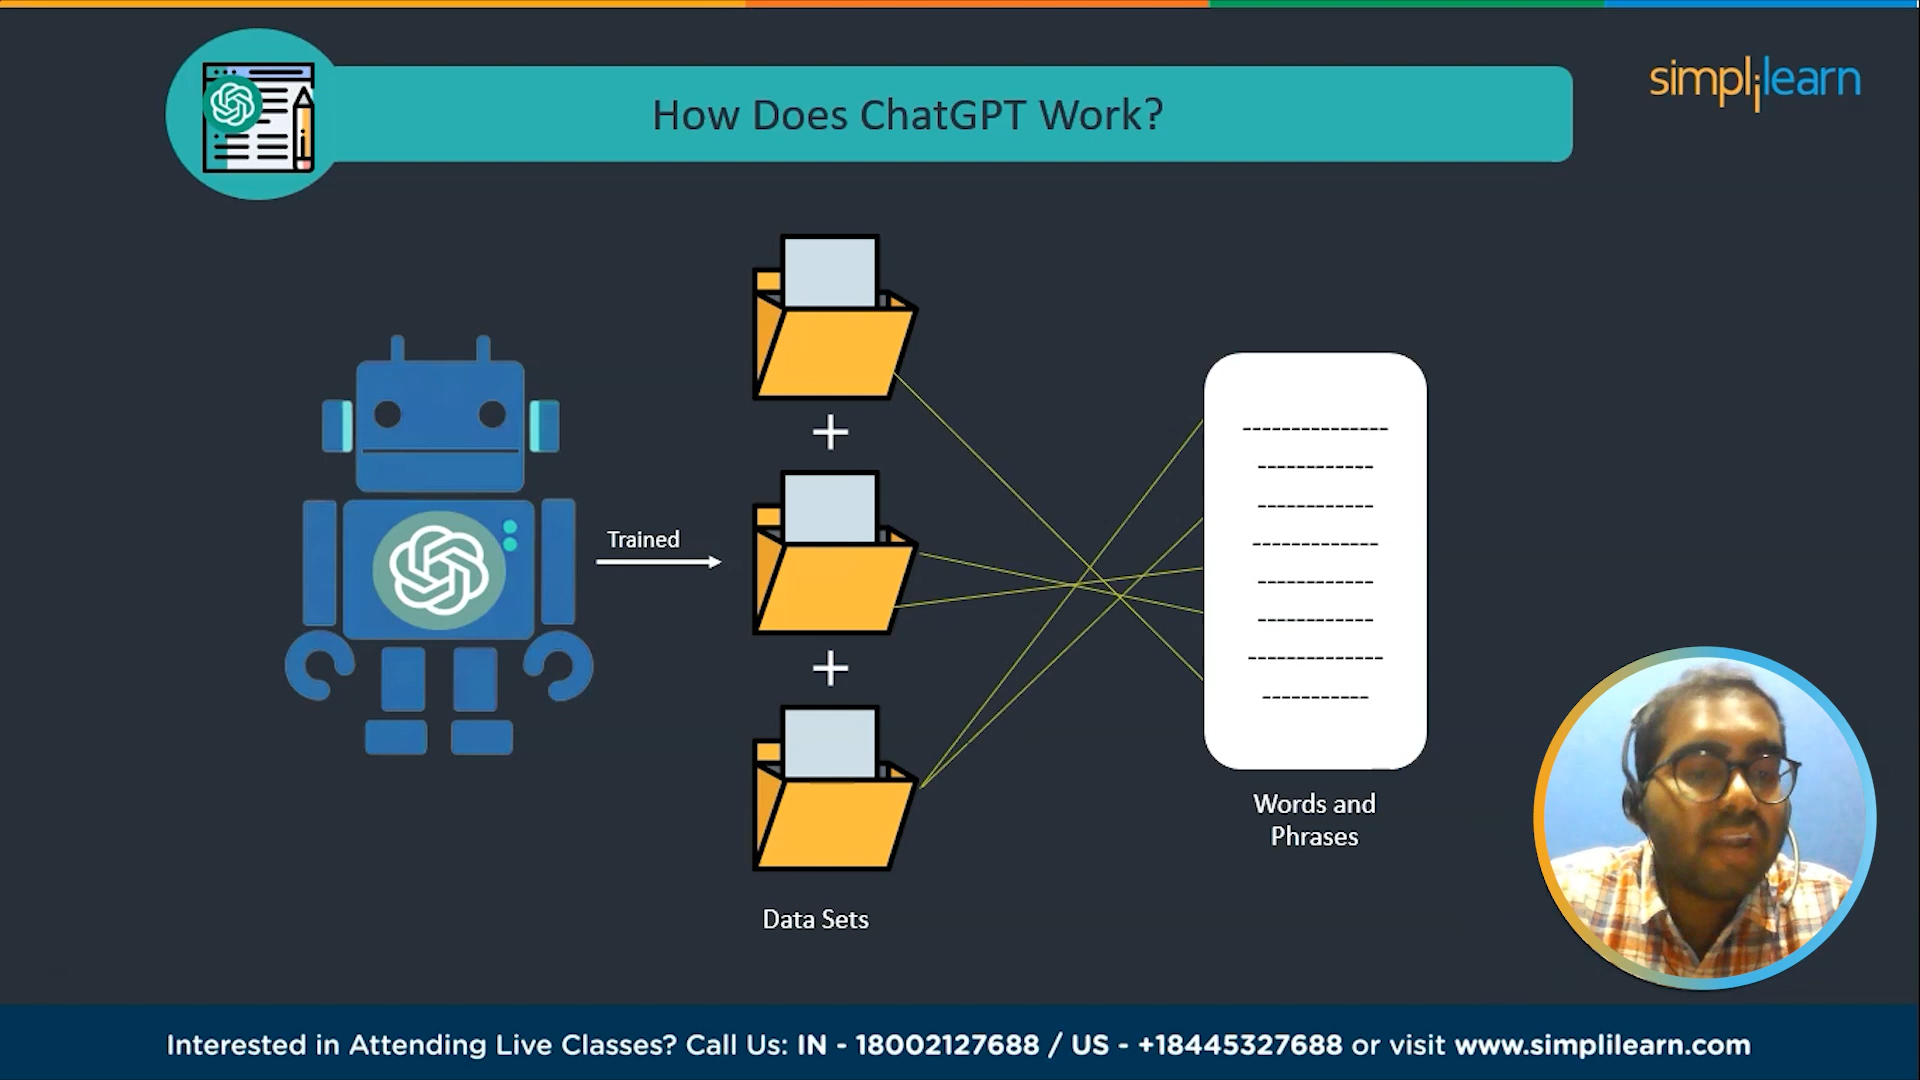 How Does ChatGPT Work?
simplilearn
Trained
Words and
Phrases
Data Sets
Interested in Attending Live Classes? Call Us: IN - 18002127688 / US - +18445327688 or visit www.simplilearn.com